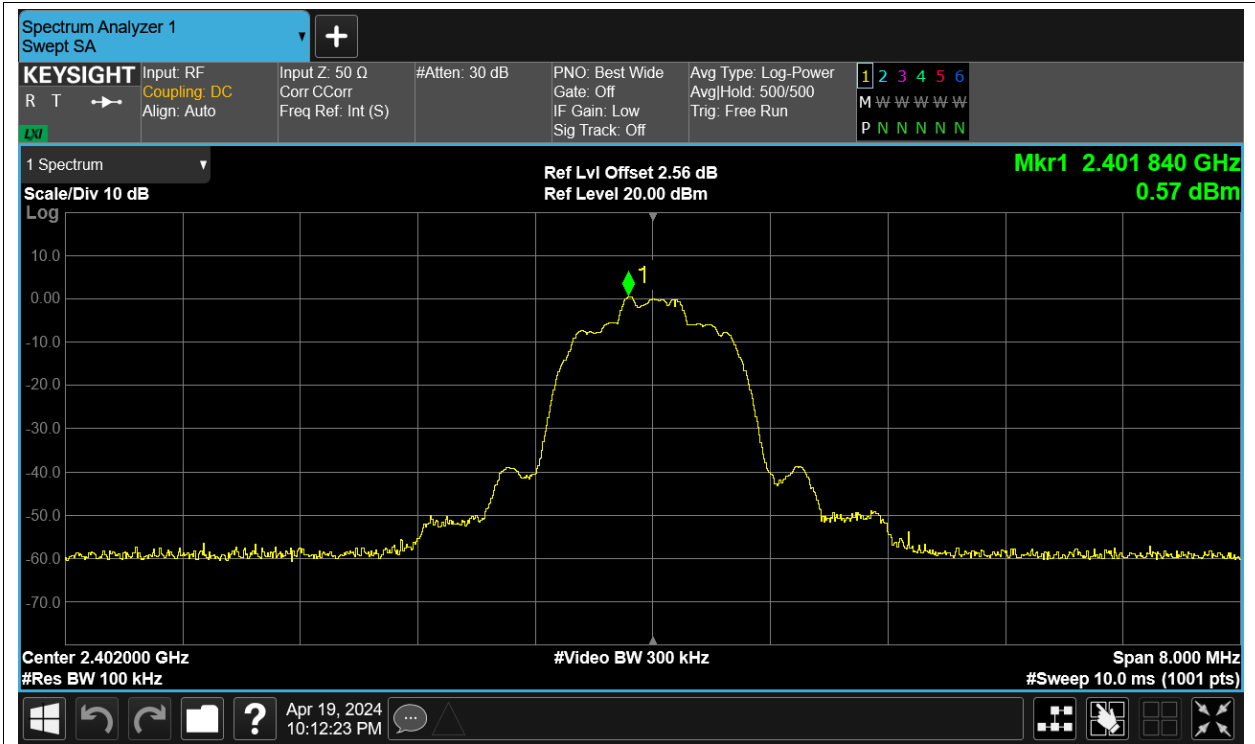 Spectrum Analyzer 1
Swept SA
KEYSIGHT
R T
LXI
Input: RF
Coupling: DC
Align: Auto
Input Z: 50 Ω
Corr CCorr
Freq Ref: Int (S)
#Atten: 30 dB
PNO: Best Wide
Gate: Off
IF Gain: Low
Sig Track: Off
Avg Type: Log-Power
Avg|Hold: 500/500
Trig: Free Run
1 2 3 4 5 6
M W W W W W
P N N N N N
1 Spectrum
Scale/Div 10 dB
Log
Ref Lvl Offset 2.56 dB
Ref Level 20.00 dBm
Mkr1 2.401 840 GHz
0.57 dBm
1
10.0
0.00
-10.0
-20.0
-30.0
-40.0
-50.0
-60.0
-70.0
Center 2.402000 GHz
#Res BW 100 kHz
#Video BW 300 kHz
Span 8.000 MHz
#Sweep 10.0 ms (1001 pts)
?
Apr 19, 2024
10:12:23 PM